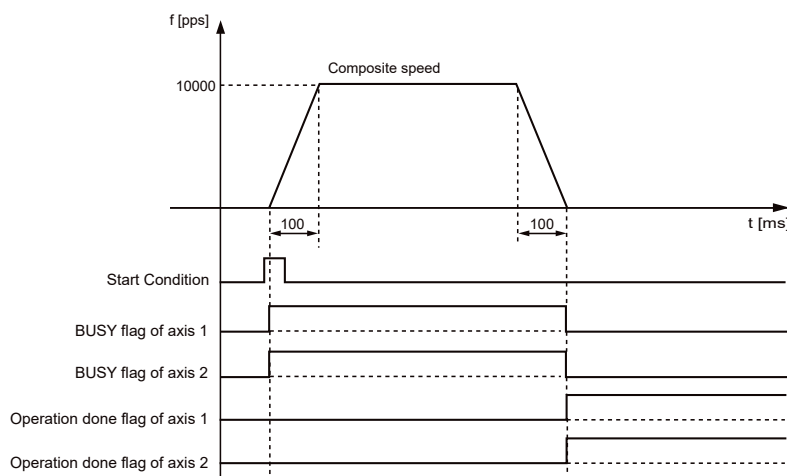 f [pps]
Composite speed
10000
100
100
t [ms]
Start Condition
BUSY flag of axis 1
BUSY flag of axis 2
Operation done flag of axis 1
Operation done flag of axis 2